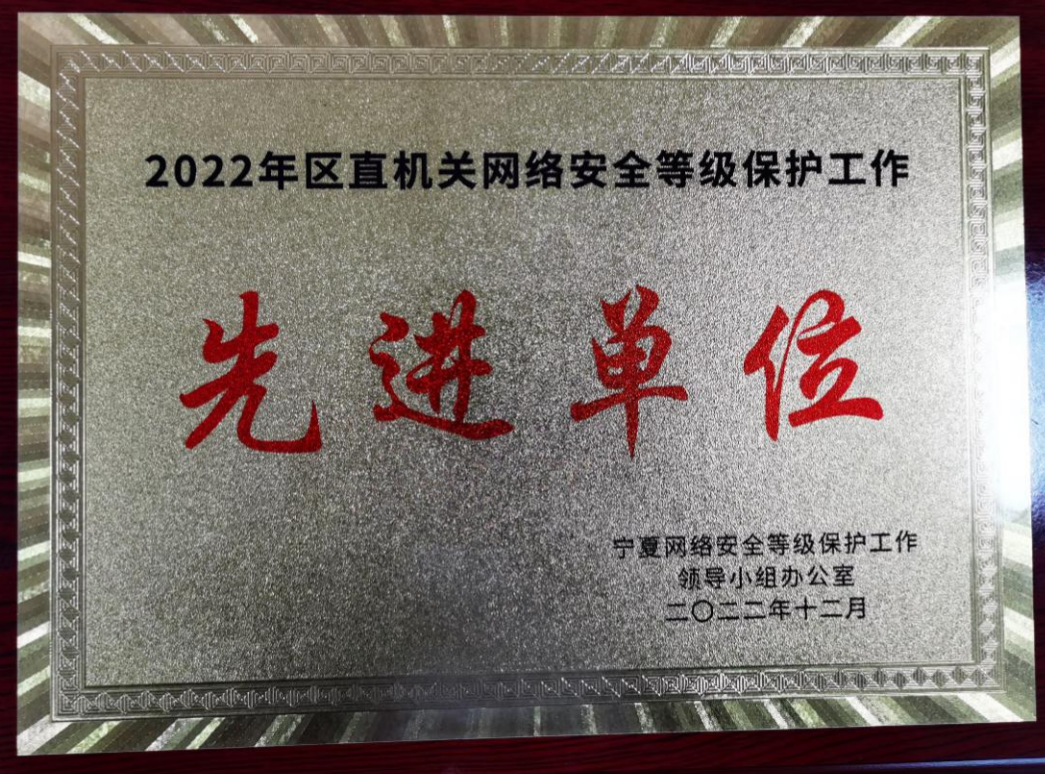 2022年区直机关网络安全等级保护工作
先进单位
宁夏网络安全等级保护工作
领导小组办公室
二〇二二年十二月